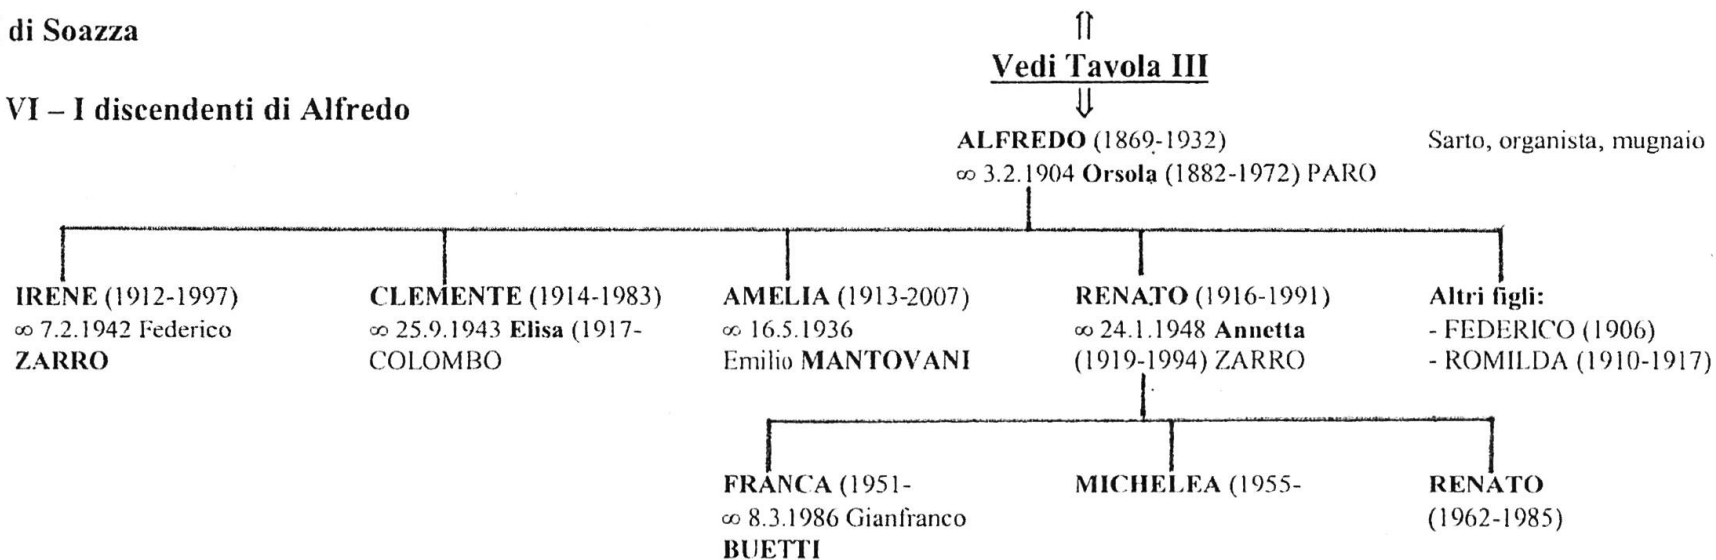 di Soazza
⇑
Vedi Tavola III
⇓
VI – I discendenti di Alfredo
ALFREDO (1869-1932)
∞ 3.2.1904 Orsola (1882-1972) PARO
Sarto, organista, mugnaio
IRENE (1912-1997)
∞ 7.2.1942 Federico
ZARRO
CLEMENTE (1914-1983)
∞ 25.9.1943 Elisa (1917-
COLOMBO
AMELIA (1913-2007)
∞ 16.5.1936
Emilio MANTOVANI
RENATO (1916-1991)
∞ 24.1.1948 Annetta
(1919-1994) ZARRO
Altri figli:
- FEDERICO (1906)
- ROMILDA (1910-1917)
FRANCA (1951-
∞ 8.3.1986 Gianfranco
BUETTI
MICHELEA (1955-
RENATO
(1962-1985)